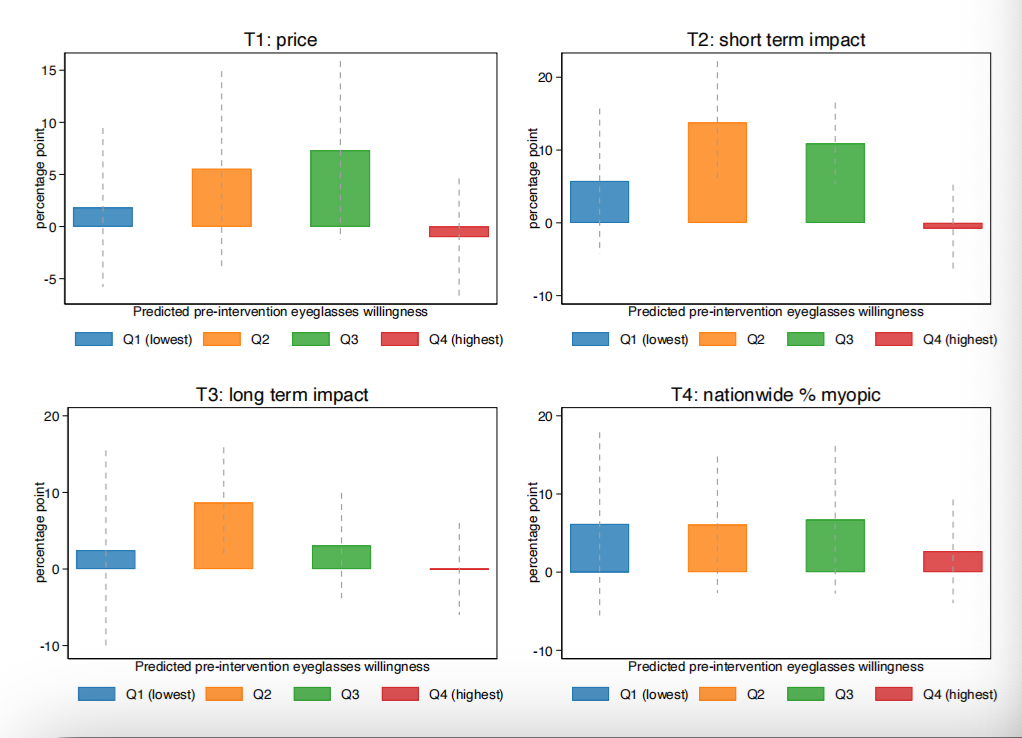 T1: price
15
10
5
0
-5
percentage point
Predicted pre-intervention eyeglasses willingness
Q1 (lowest) Q2 Q3 Q4 (highest)
T2: short term impact
20
10
0
-10
percentage point
Predicted pre-intervention eyeglasses willingness
Q1 (lowest) Q2 Q3 Q4 (highest)
T3: long term impact
20
10
0
-10
percentage point
Predicted pre-intervention eyeglasses willingness
Q1 (lowest) Q2 Q3 Q4 (highest)
T4: nationwide % myopic
20
10
0
-10
percentage point
Predicted pre-intervention eyeglasses willingness
Q1 (lowest) Q2 Q3 Q4 (highest)